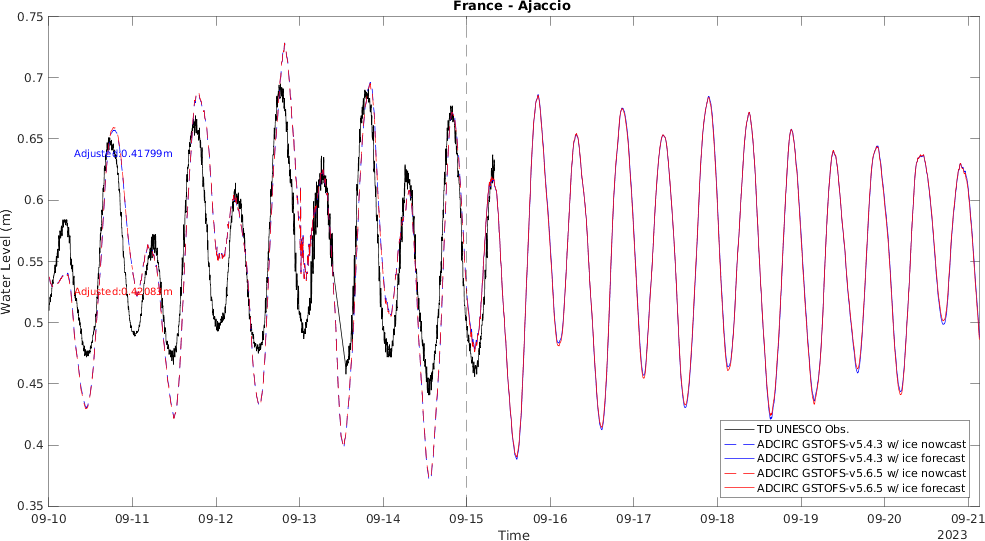 France - Ajaccio
0.75
0.7
0.65
0.6
0.55
0.5
0.45
0.4
0.35
Water Level (m)
Adjusted:0.41799m
Adjusted:0.42083m
TD UNESCO Obs.
ADCIRC GSTOFS-v5.4.3 w/ ice nowcast
ADCIRC GSTOFS-v5.4.3 w/ ice forecast
ADCIRC GSTOFS-v5.6.5 w/ ice nowcast
ADCIRC GSTOFS-v5.6.5 w/ ice forecast
09-10 09-11 09-12 09-13 09-14 09-15 09-16 09-17 09-18 09-19 09-20 09-21
Time
2023